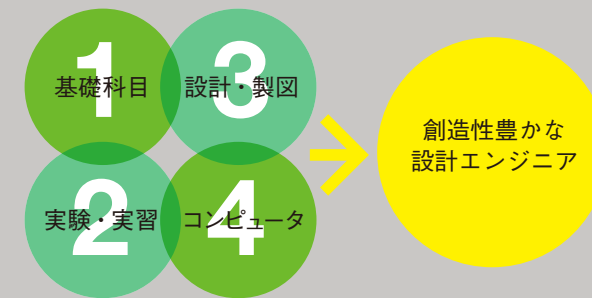 1
基礎科目
2
実験・実習
3
設計・製図
4
コンピュータ
創造性豊かな
設計エンジニア